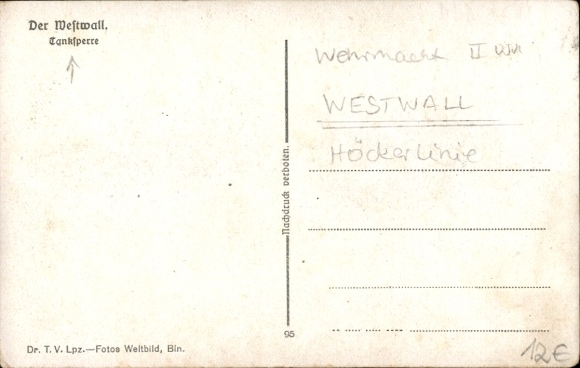 Der Westwall.
Tanksperre
Wehrmacht II WK
WESTWALL
Höckerlinie
Nachdruck verboten.
95
Dr. T. V. Lpz.—Fotos Weltbild, Bln.
12€